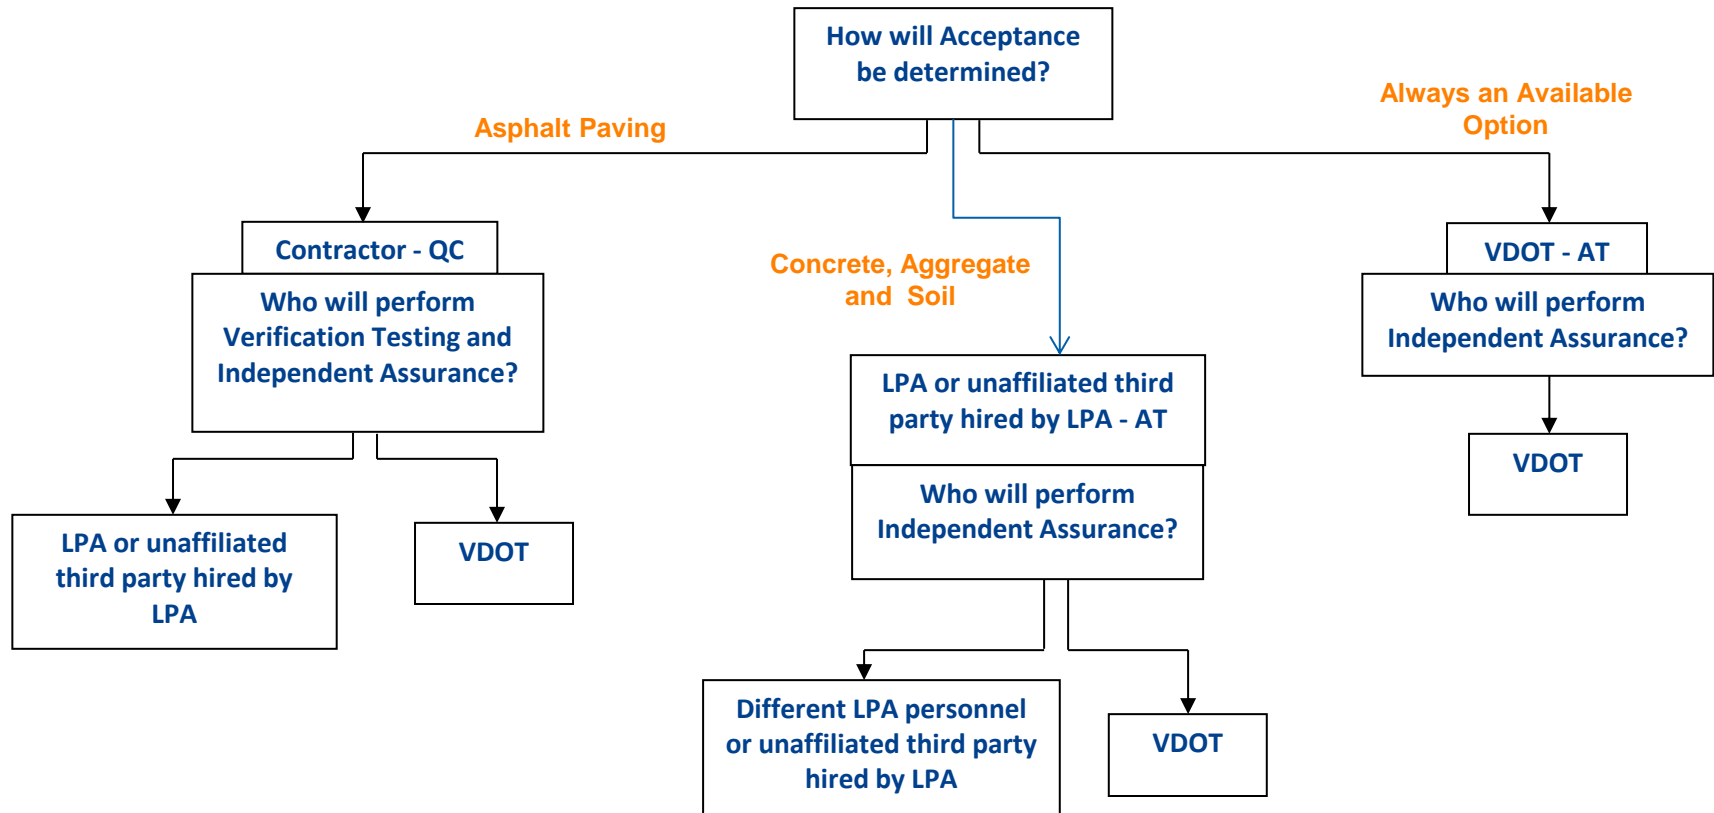 How will Acceptance
be determined?
Always an Available
Option
Asphalt Paving
Contractor - QC
Who will perform
Verification Testing and
Independent Assurance?
Concrete, Aggregate
and  Soil
VDOT - AT
Who will perform
Independent Assurance?
LPA or unaffiliated third
party hired by LPA - AT
Who will perform
Independent Assurance?
VDOT
LPA or unaffiliated
third party hired by
LPA
VDOT
Different LPA personnel
or unaffiliated third party
hired by LPA
VDOT